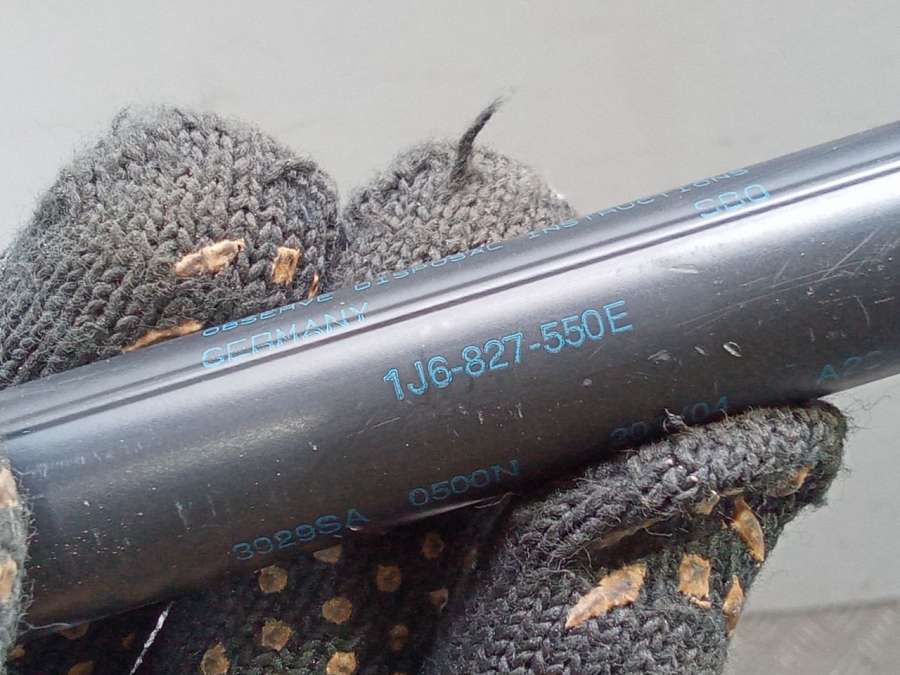 OBSERVE DISPOSAL INSTRUCTIONS
GERMANY SBO
1J6-827-550E
3929SA 0500N